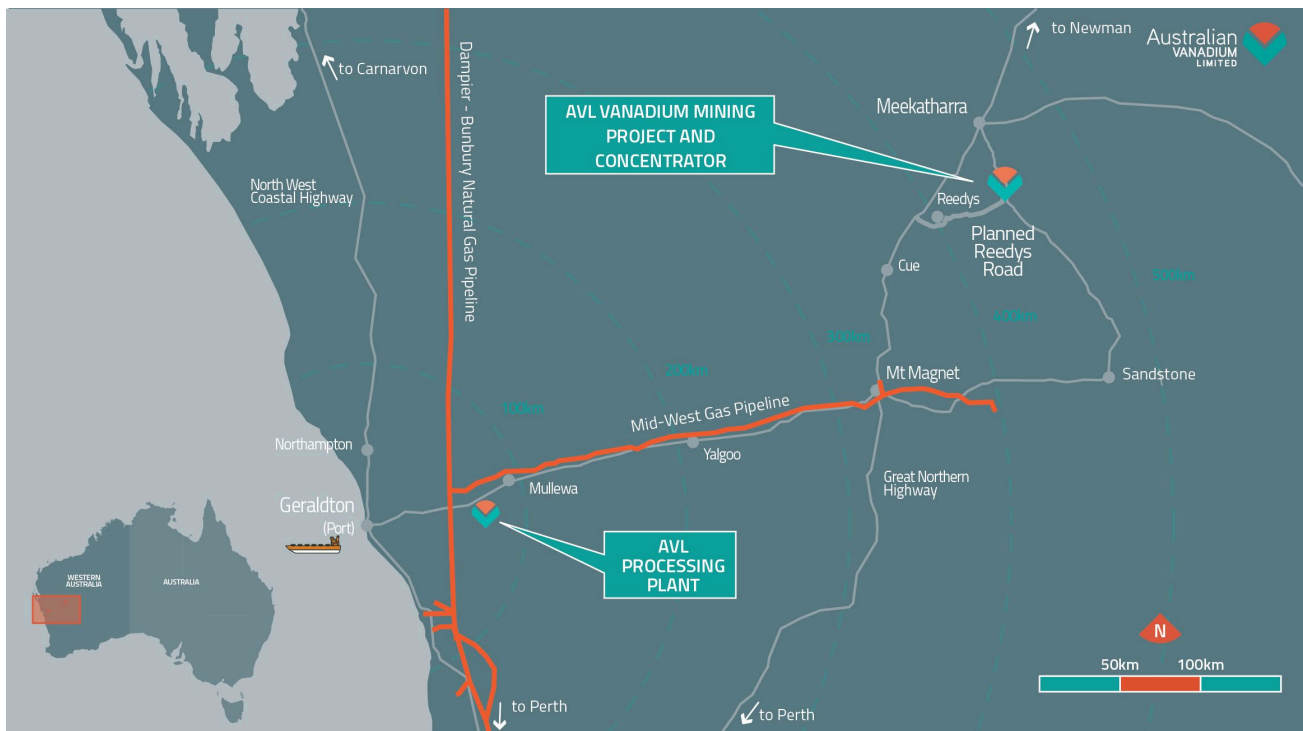 to Newman
Australian
VANADIUM
LIMITED
to Carnarvon
Dampier - Bunbury Natural Gas Pipeline
Meekatharra
AVL VANADIUM MINING
PROJECT AND
CONCENTRATOR
North West
Coastal Highway
Reedys
Planned
Reedys
Road
Cue
500km
400km
300km
200km
Mt Magnet
Sandstone
100km
Mid-West Gas Pipeline
Northampton
Yalgoo
Mullewa
Great Northern
Highway
Geraldton
(Port)
AVL
PROCESSING
PLANT
WESTERN
AUSTRALIA
AUSTRALIA
N
50km
100km
to Perth
to Perth